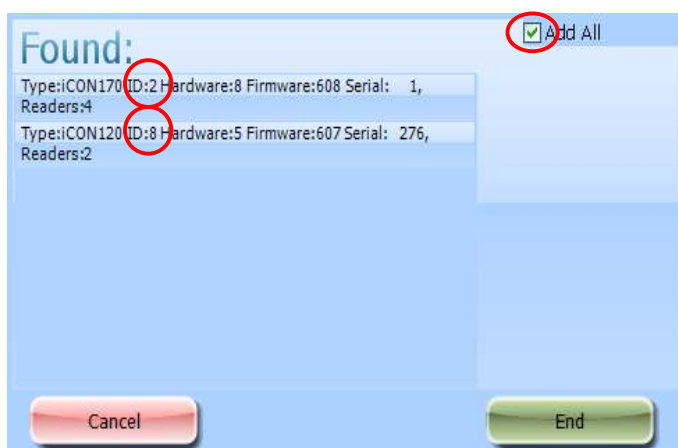 Add All
Found:
Type:iCON170 ID:2 Hardware:8 Firmware:608 Serial: 1,
Readers:4
Type:iCON120 ID:8 Hardware:5 Firmware:607 Serial: 276,
Readers:2
Cancel
End